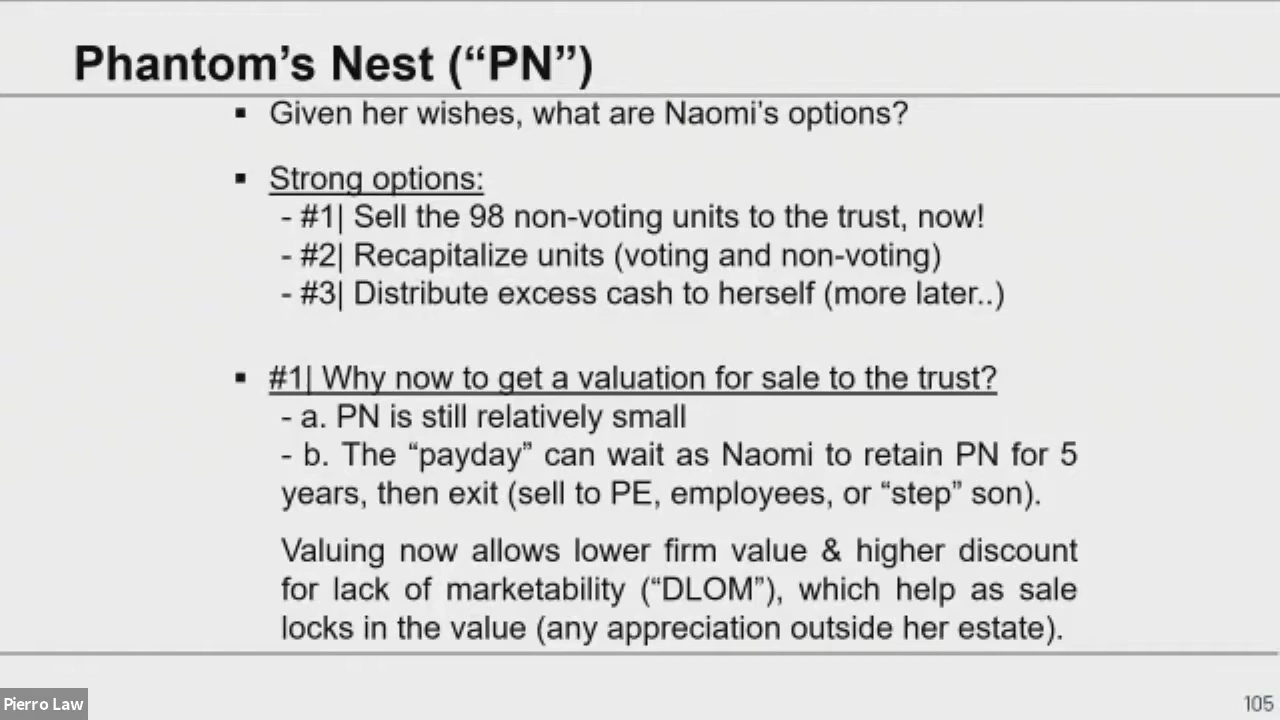 Phantom’s Nest (“PN”)
▪ Given her wishes, what are Naomi’s options?
▪ Strong options:
- #1| Sell the 98 non-voting units to the trust, now!
- #2| Recapitalize units (voting and non-voting)
- #3| Distribute excess cash to herself (more later..)
▪ #1| Why now to get a valuation for sale to the trust?
- a. PN is still relatively small
- b. The “payday” can wait as Naomi to retain PN for 5
years, then exit (sell to PE, employees, or “step” son).
Valuing now allows lower firm value & higher discount
for lack of marketability (“DLOM”), which help as sale
locks in the value (any appreciation outside her estate).
Pierro Law
105